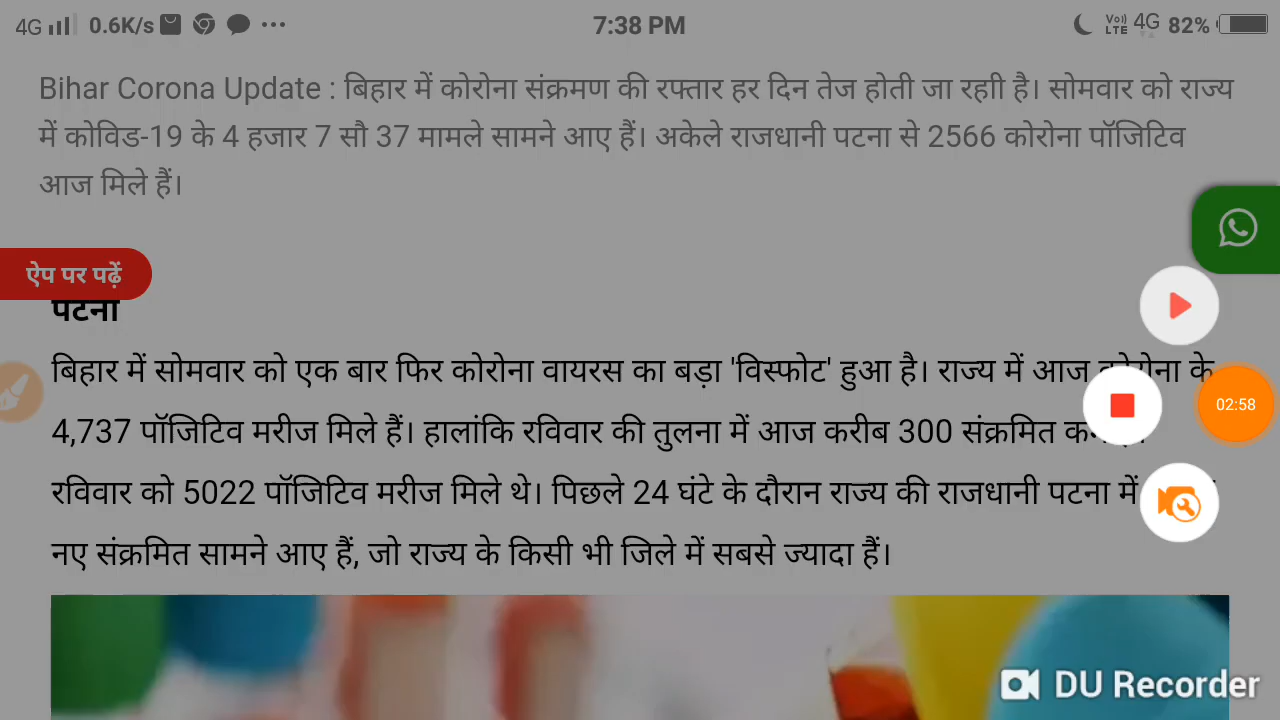 4G 0.6K/s 7:38 PM Vo)) LTE 4G 82%
Bihar Corona Update : बिहार में कोरोना संक्रमण की रफ्तार हर दिन तेज होती जा रहाी है। सोमवार को राज्य
में कोविड-19 के 4 हजार 7 सौ 37 मामले सामने आए हैं। अकेले राजधानी पटना से 2566 कोरोना पॉजिटिव
आज मिले हैं।
ऐप पर पढ़ें
पटना
बिहार में सोमवार को एक बार फिर कोरोना वायरस का बड़ा 'विस्फोट' हुआ है। राज्य में आज कोरोना के
4,737 पॉजिटिव मरीज मिले हैं। हालांकि रविवार की तुलना में आज करीब 300 संक्रमित
02:58
रविवार को 5022 पॉजिटिव मरीज मिले थे। पिछले 24 घंटे के दौरान राज्य की राजधानी पटना में
नए संक्रमित सामने आए हैं, जो राज्य के किसी भी जिले में सबसे ज्यादा हैं।
DU Recorder